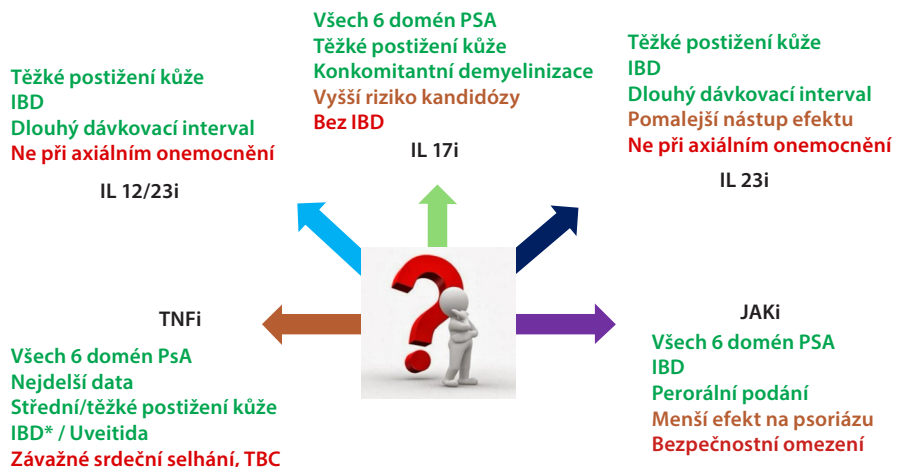 Těžké postižení kůže
IBD
Dlouhý dávkovací interval
Ne při axiálním onemocnění
IL 12/23i
Všech 6 domén PSA
Těžké postižení kůže
Konkomitantní demyelinizace
Vyšší riziko kandidózy
Bez IBD
IL 17i
Těžké postižení kůže
IBD
Dlouhý dávkovací interval
Pomalejší nástup efektu
Ne při axiálním onemocnění
IL 23i
TNFi
Všech 6 domén PsA
Nejdelší data
Střední/těžké postižení kůže
IBD* / Uveitida
Závažné srdeční selhání, TBC
JAKi
Všech 6 domén PSA
IBD
Perorální podání
Menší efekt na psoriázu
Bezpečnostní omezení